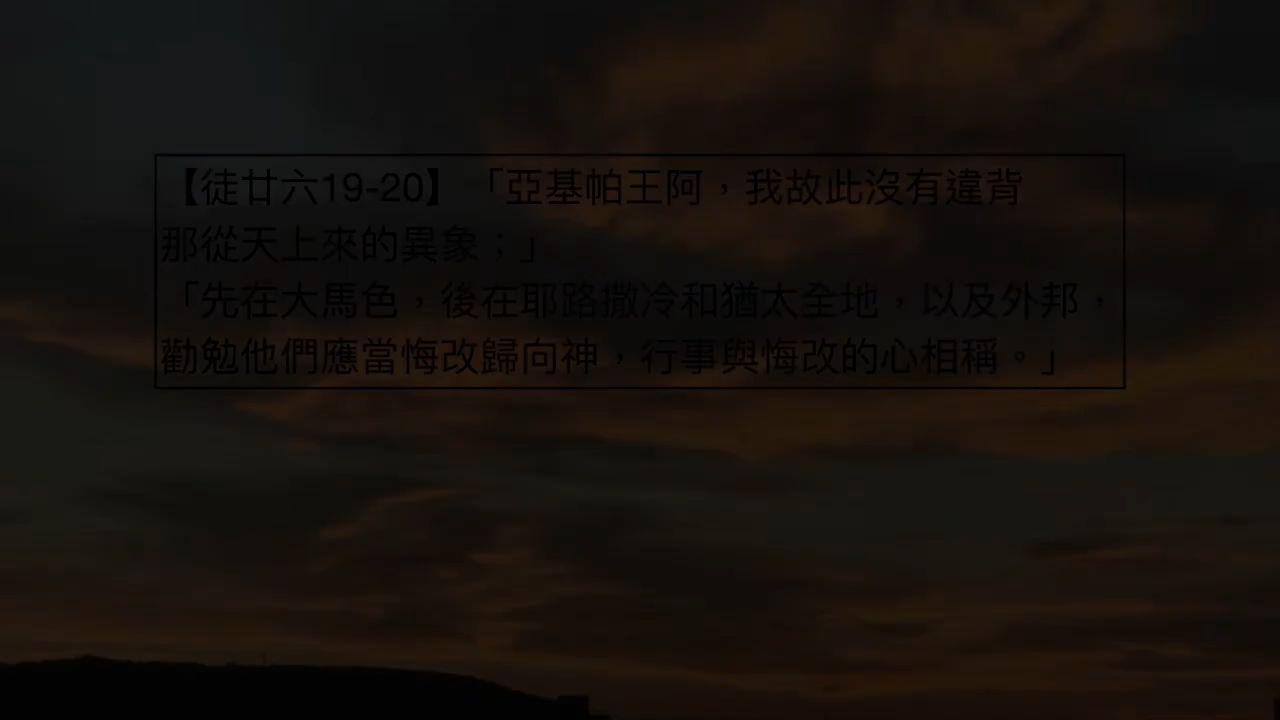 【徒廿六19-20】「亞基帕王阿，我故此沒有違背
那從天上來的異象；」
「先在大馬色，後在耶路撒冷和猶太全地，以及外邦，
勸勉他們應當悔改歸向神，行事與悔改的心相稱。」